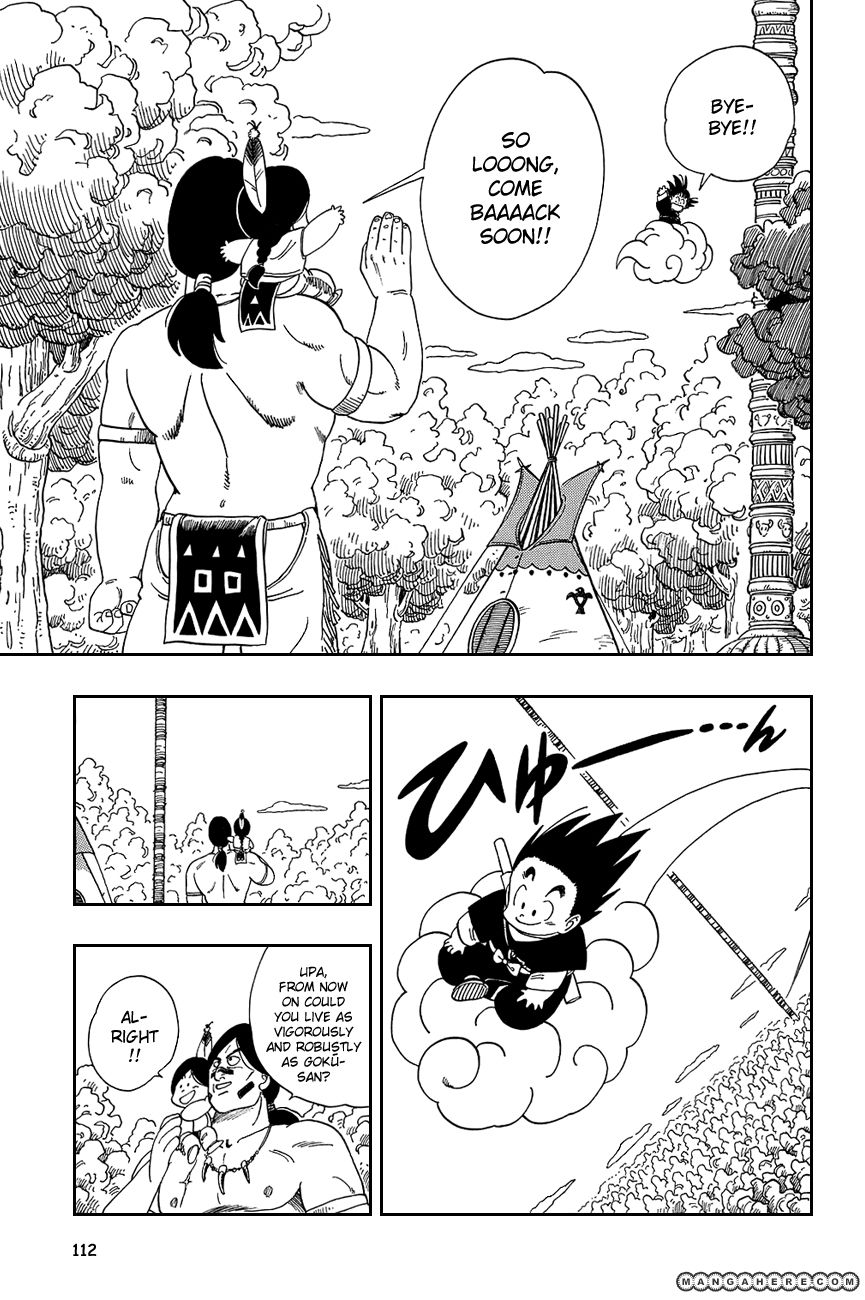 BYE-
BYE!!
SO
LOOONG,
COME
BAAAACK
SOON!!
ひゅー…ん
UPA,
FROM NOW
ON COULD
YOU LIVE AS
VIGOROUSLY
AND ROBUSTLY
AS GOKŪ-
SAN?
AL-
RIGHT
!!
112
MANGAHERE.COM